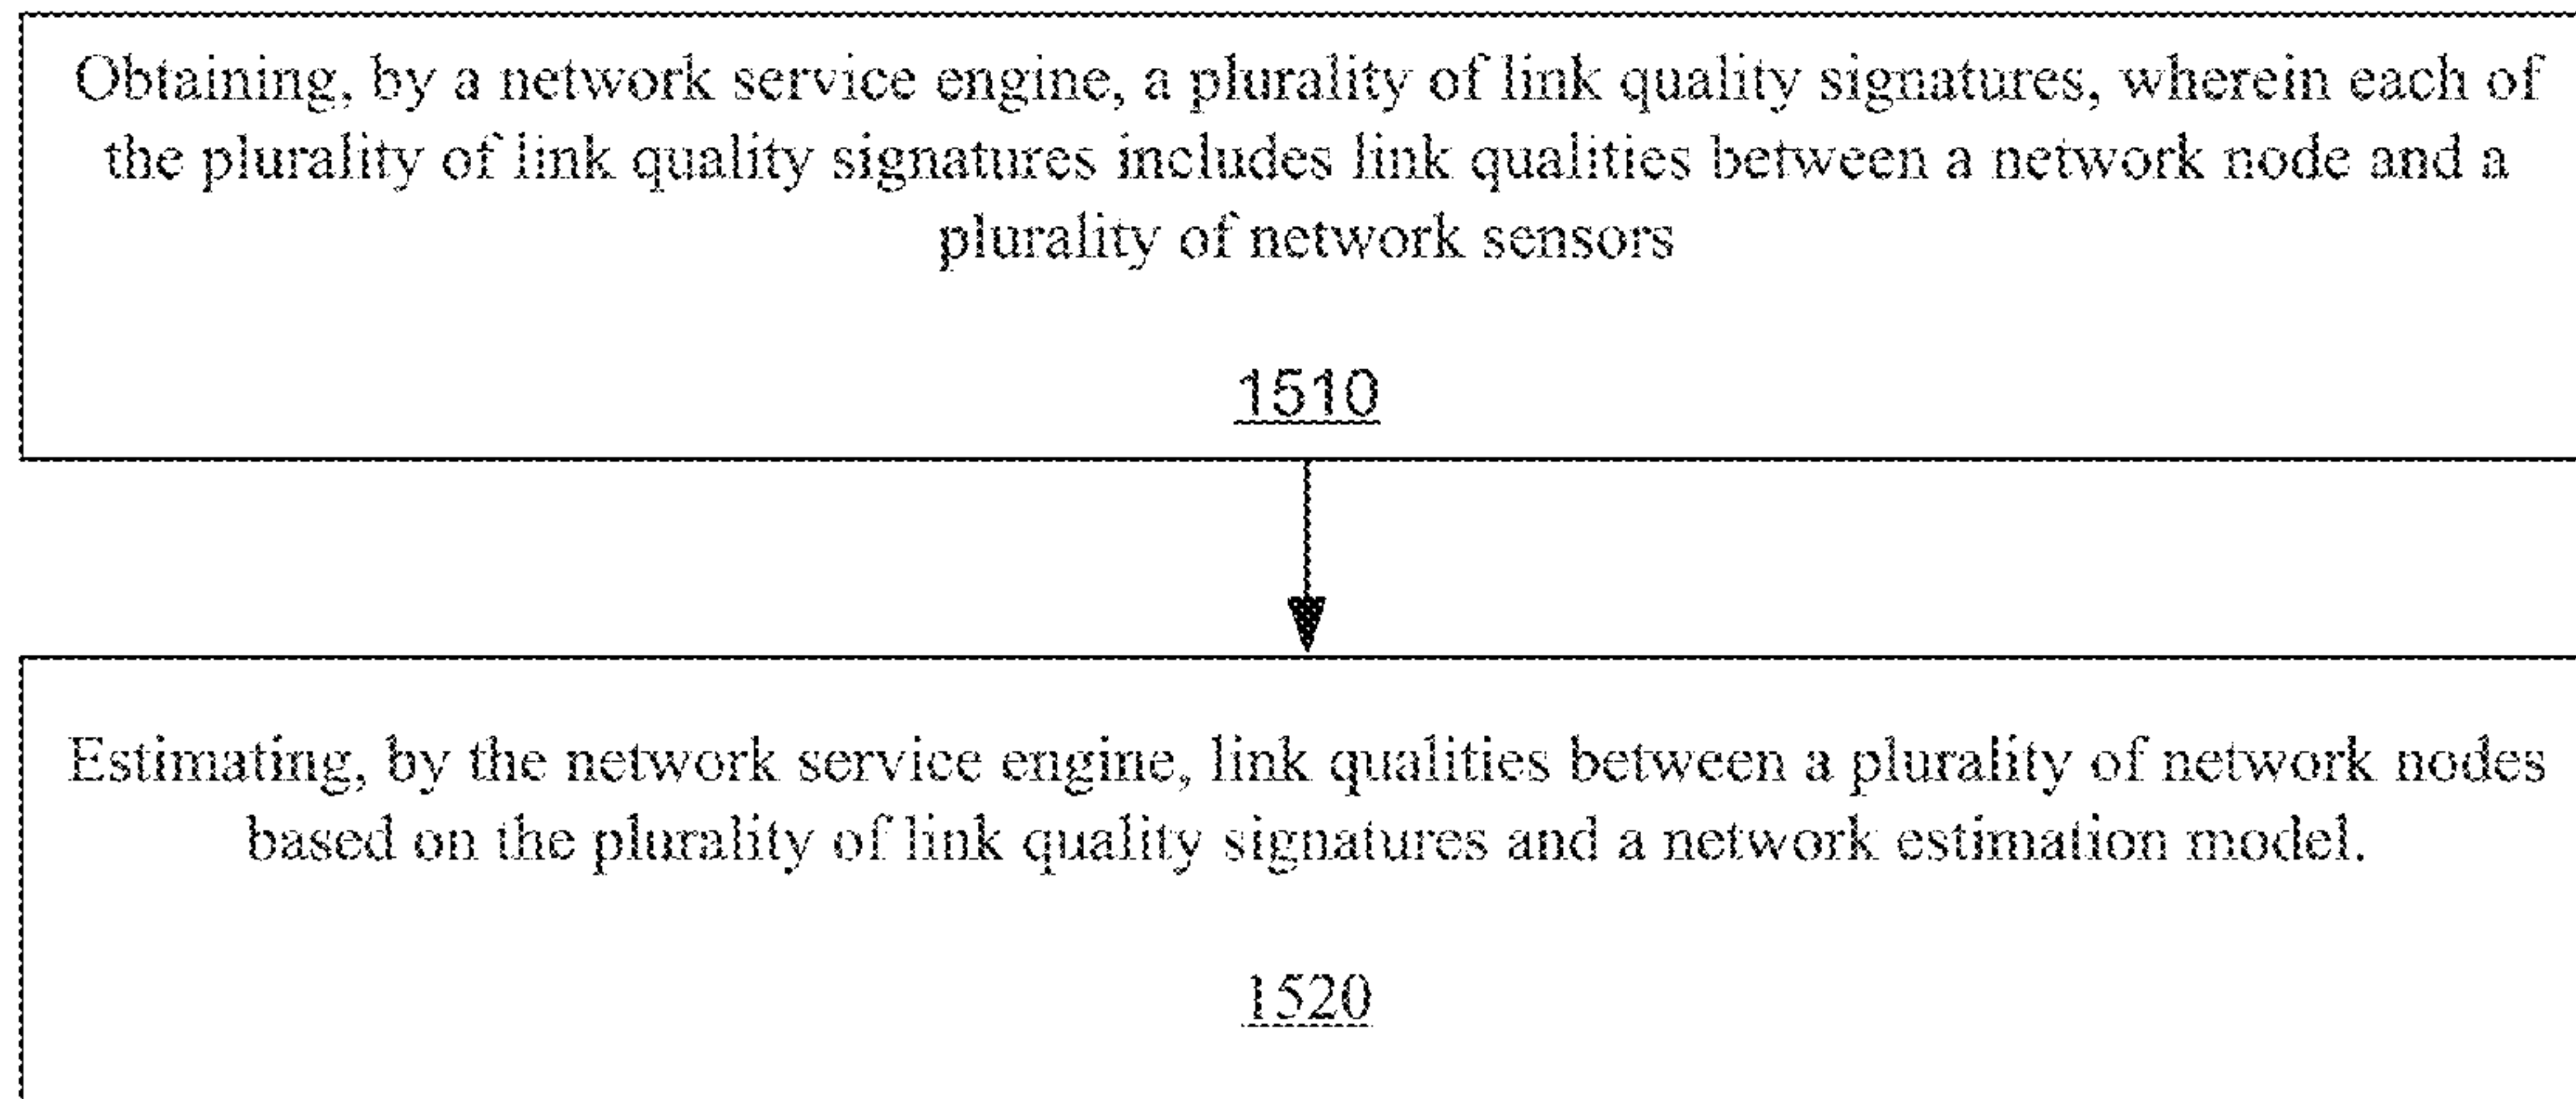 Obtaining, by a network service engine, a plurality of link quality signatures, wherein each of
the plurality of link quality signatures includes link qualities between a network node and a
plurality of network sensors
1510
Estimating, by the network service engine, link qualities between a plurality of network nodes
based on the plurality of link quality signatures and a network estimation model.
1520